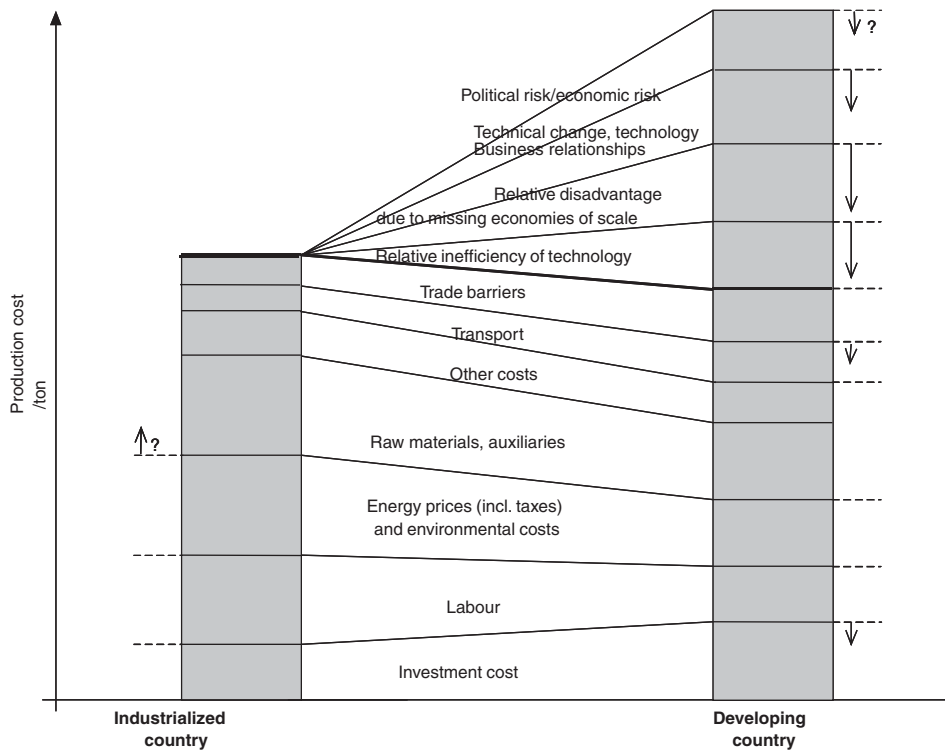 ?
Political risk/economic risk
Technical change, technology
Business relationships
Relative disadvantage
due to missing economies of scale
Relative inefficiency of technology
Trade barriers
Transport
Other costs
Production cost
/ton
?
Raw materials, auxiliaries
Energy prices (incl. taxes)
and environmental costs
Labour
Investment cost
Industrialized
country
Developing
country